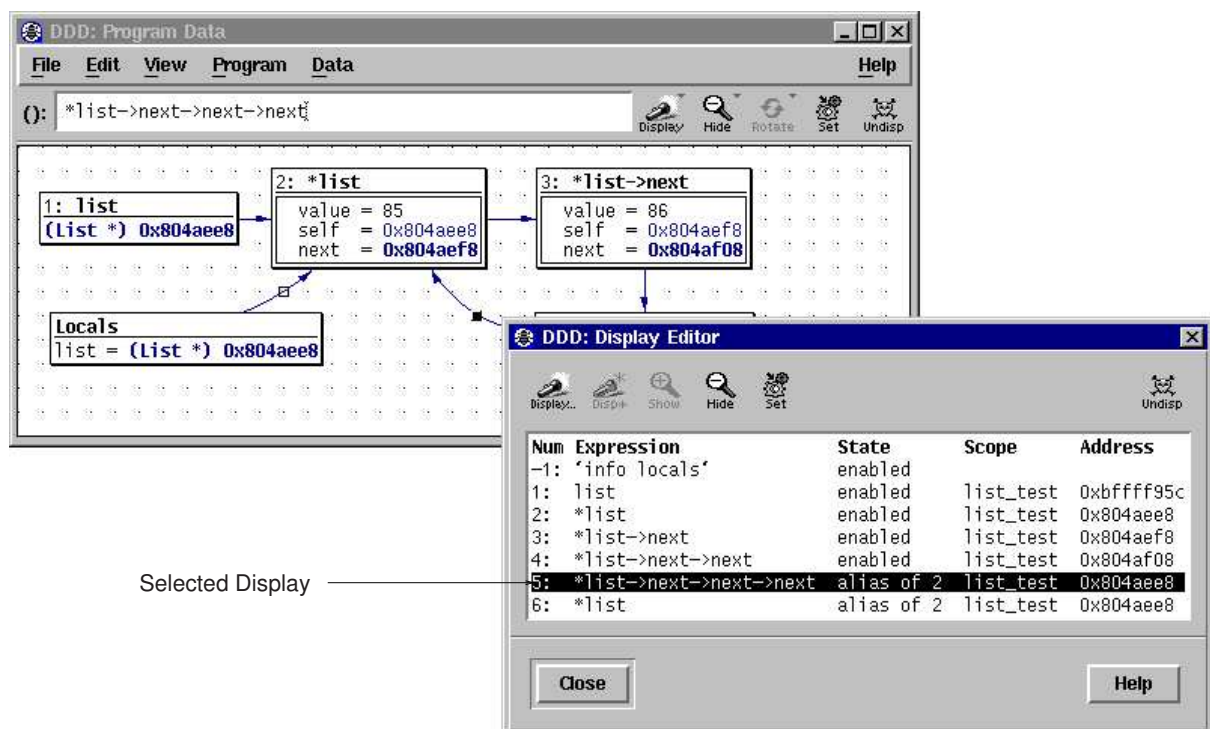 DDD: Program Data
File Edit View Program Data Help
(): *list->next->next->next
Display Hide Rotate Set Undisp
1: list
(List *) 0x804aee8
2: *list
value = 85
self = 0x804aee8
next = 0x804aef8
3: *list->next
value = 86
self = 0x804aef8
next = 0x804af08
Locals
list = (List *) 0x804aee8
DDD: Display Editor
Display.. Disp* Show Hide Set Undisp
Num Expression State Scope Address
-1: ‘info locals‘ enabled
1: list enabled list_test 0xbffff95c
2: *list enabled list_test 0x804aee8
3: *list->next enabled list_test 0x804aef8
4: *list->next->next enabled list_test 0x804af08
5: *list->next->next->next alias of 2 list_test 0x804aee8
6: *list alias of 2 list_test 0x804aee8
Selected Display
Close Help